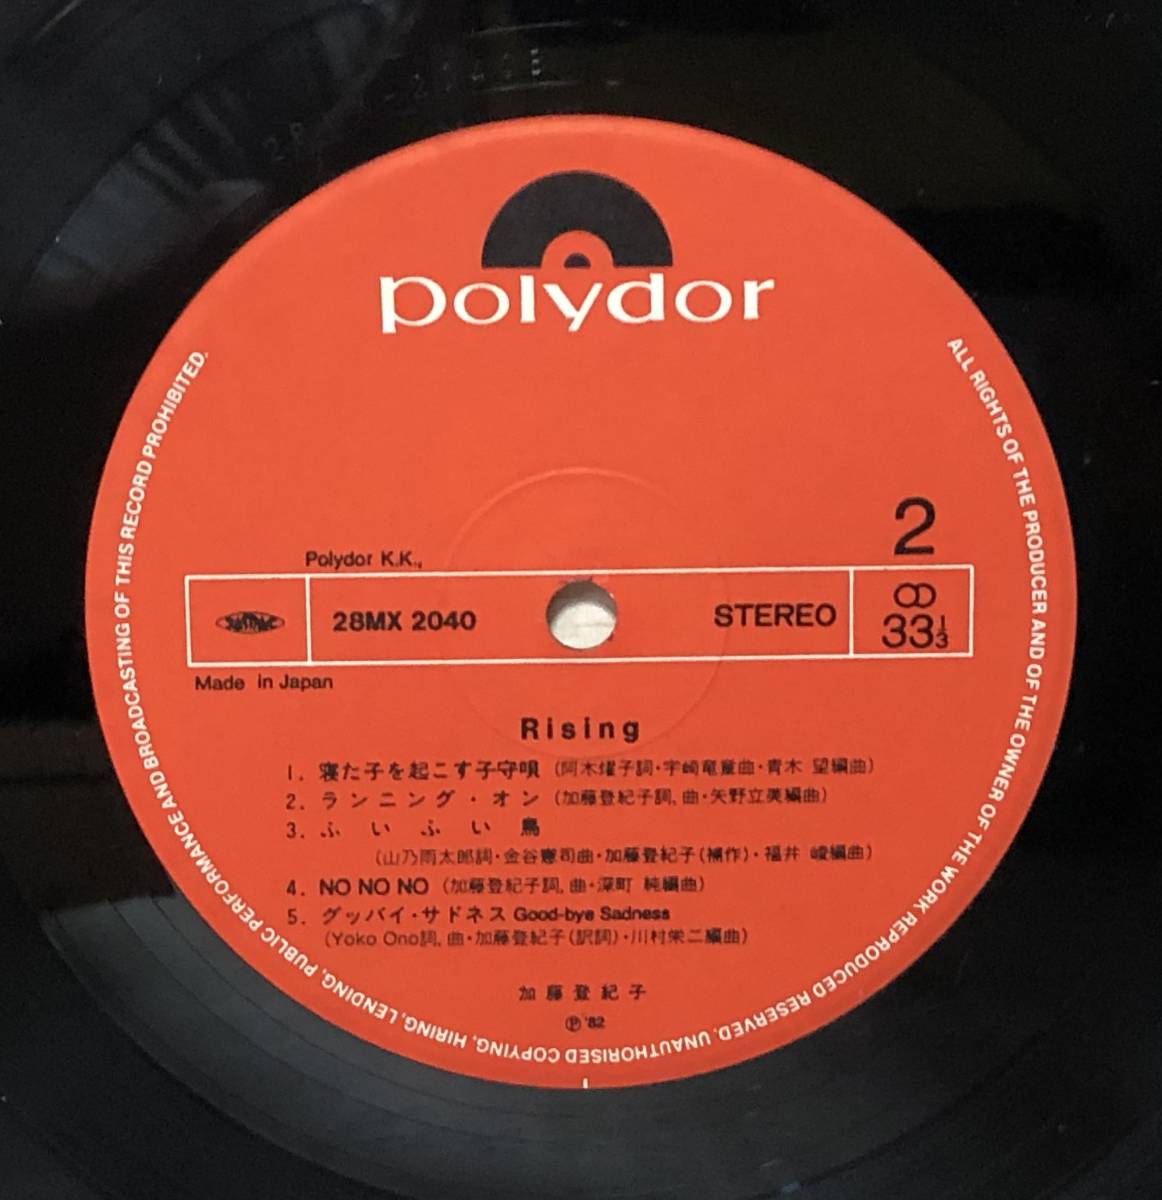 polydor
2
Polydor K.K.
28MX 2040
STEREO
33 1/3
Made in Japan
Rising
1. 寝た子を起こす子守唄 (阿木燿子詞・宇崎竜童曲・青木 望編曲)
2. ランニング・オン (加藤登紀子詞,曲・矢野立美編曲)
3. ふいふい鳥
(山乃雨太郎詞・金谷憲司曲・加藤登紀子(補作)・福井 峻編曲)
4. NO NO NO (加藤登紀子詞,曲・深町 純編曲)
5. グッバイ・サドネス Good-bye Sadness
(Yoko Ono詞,曲・加藤登紀子(訳詞)・川村栄二編曲)
加藤登紀子
Ⓟ '82
ALL RIGHTS OF THE PRODUCER AND OF THE OWNER OF THE WORK REPRODUCED RESERVED. UNAUTHORISED COPYING, HIRING, LENDING, PUBLIC PERFORMANCE AND BROADCASTING OF THIS RECORD PROHIBITED.